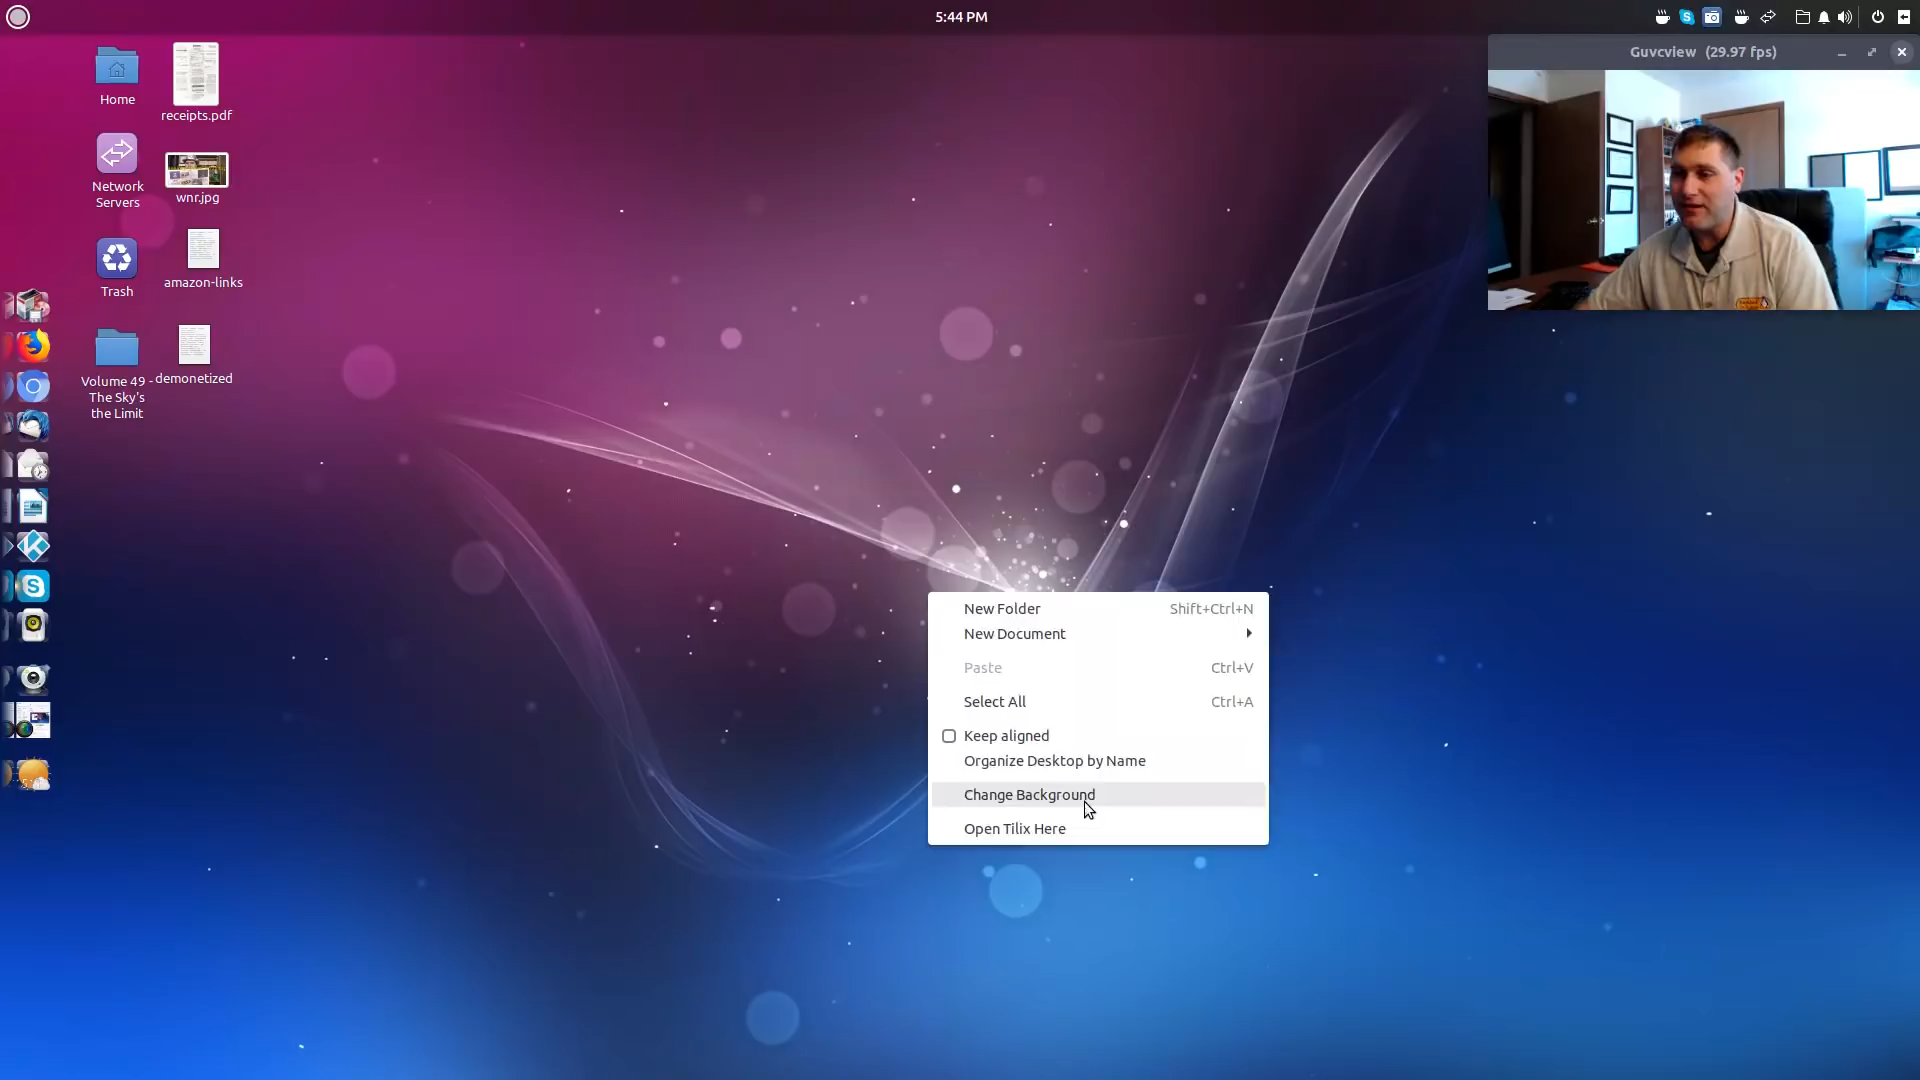 5:44 PM
Guvcview (29.97 fps)
Home
receipts.pdf
Network
Servers
wnr.jpg
Trash
amazon-links
Volume 49 -
The Sky's
the Limit
demonetized
New Folder Shift+Ctrl+N
New Document
Paste Ctrl+V
Select All Ctrl+A
Keep aligned
Organize Desktop by Name
Change Background
Open Tilix Here